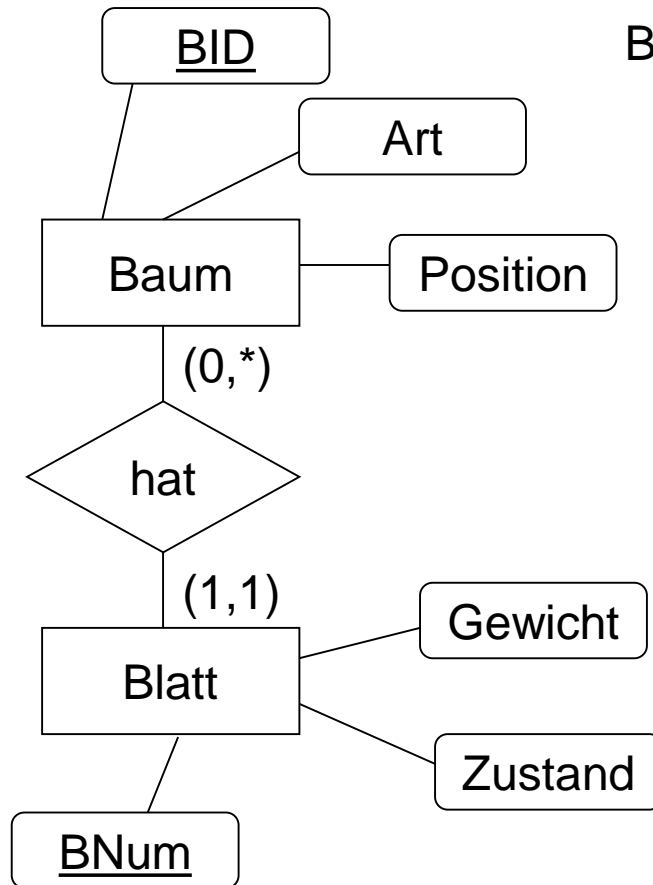 BID
B
Art
Baum
Position
(0,*)
hat
(1,1)
Gewicht
Blatt
Zustand
BNum